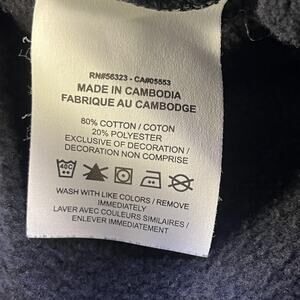 RN#56323 - CA#05553
MADE IN CAMBODIA
FABRIQUE AU CAMBODGE
80% COTTON / COTON
20% POLYESTER
EXCLUSIVE OF DECORATION /
DECORATION NON COMPRISE
40C
WASH WITH LIKE COLORS / REMOVE
IMMEDIATELY
LAVER AVEC COULEURS SIMILAIRES /
ENLEVER IMMEDIATEMENT